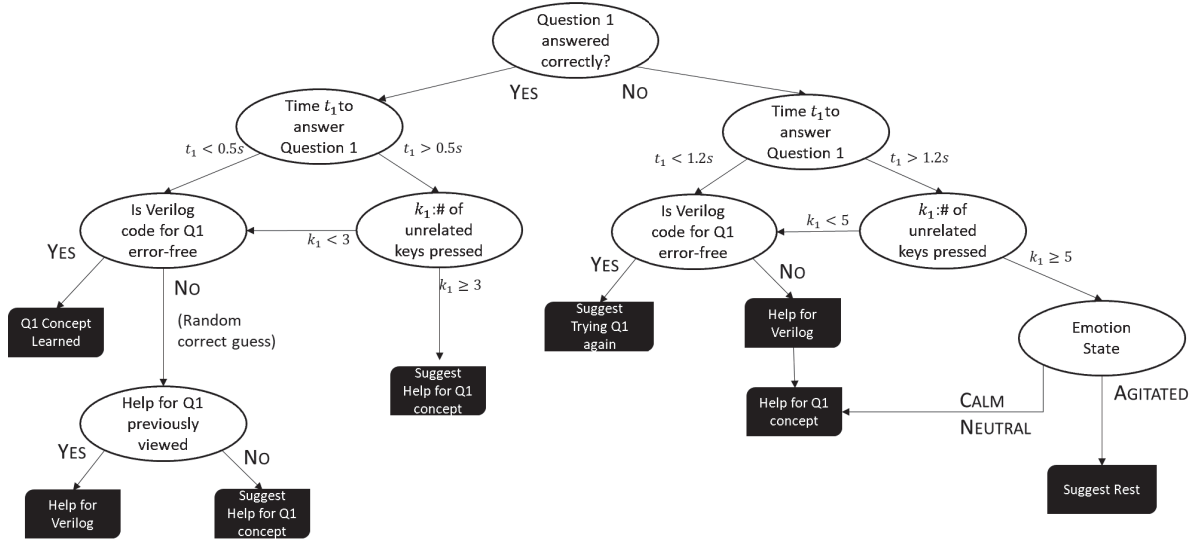 Question 1
answered
correctly?
YES
NO
Time t₁to
answer
Question 1
Time t₁to
answer
Question 1
t₁ < 0.5s
t₁ > 0.5s
t₁ < 1.2s
t₁ > 1.2s
Is Verilog
code for Q1
error-free
k₁:# of
unrelated
keys pressed
k₁ < 3
Is Verilog
code for Q1
error-free
k₁:# of
unrelated
keys pressed
k₁ < 5
YES
NO
(Random
correct guess)
k₁ ≥ 3
YES
NO
k₁ ≥ 5
Q1 Concept
Learned
Suggest
Trying Q1
again
Help for
Verilog
Emotion
State
Suggest
Help for Q1
concept
Help for Q1
concept
CALM
NEUTRAL
AGITATED
Help for Q1
previously
viewed
YES
NO
Help for
Verilog
Suggest
Help for Q1
concept
Suggest Rest